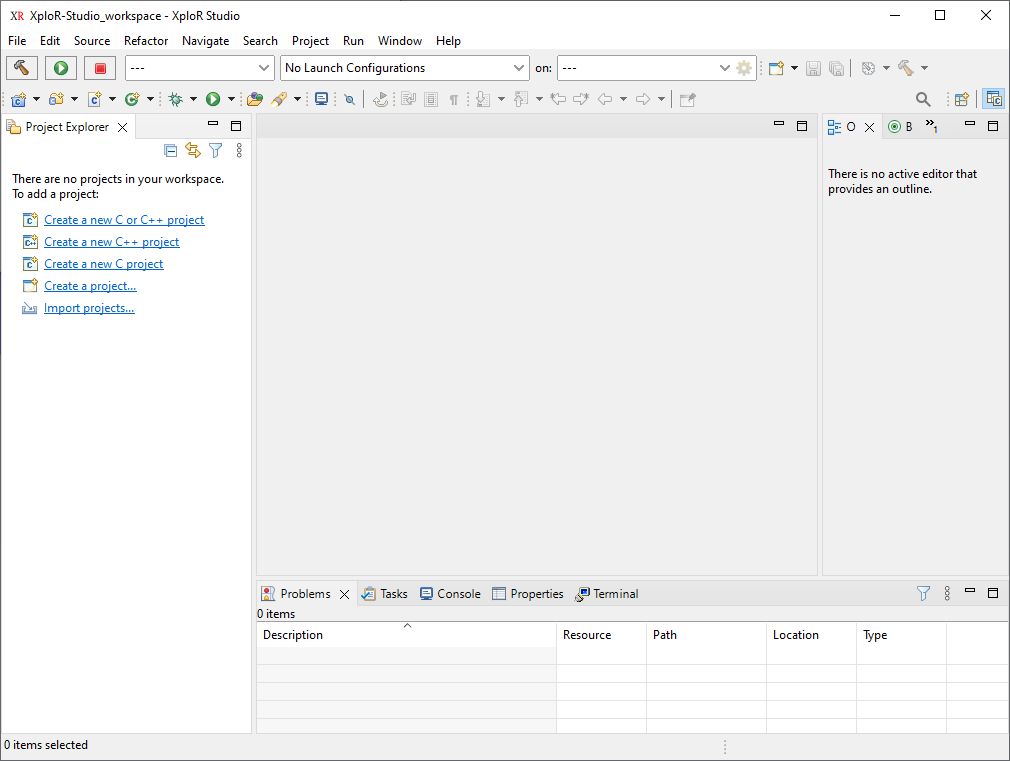 XR XploR-Studio_workspace - XploR Studio
File Edit Source Refactor Navigate Search Project Run Window Help
--- No Launch Configurations on: ---
Project Explorer
O B »1
There are no projects in your workspace.
To add a project:
Create a new C or C++ project
Create a new C++ project
Create a new C project
Create a project...
Import projects...
There is no active editor that
provides an outline.
Problems Tasks Console Properties Terminal
0 items
Description Resource Path Location Type
0 items selected